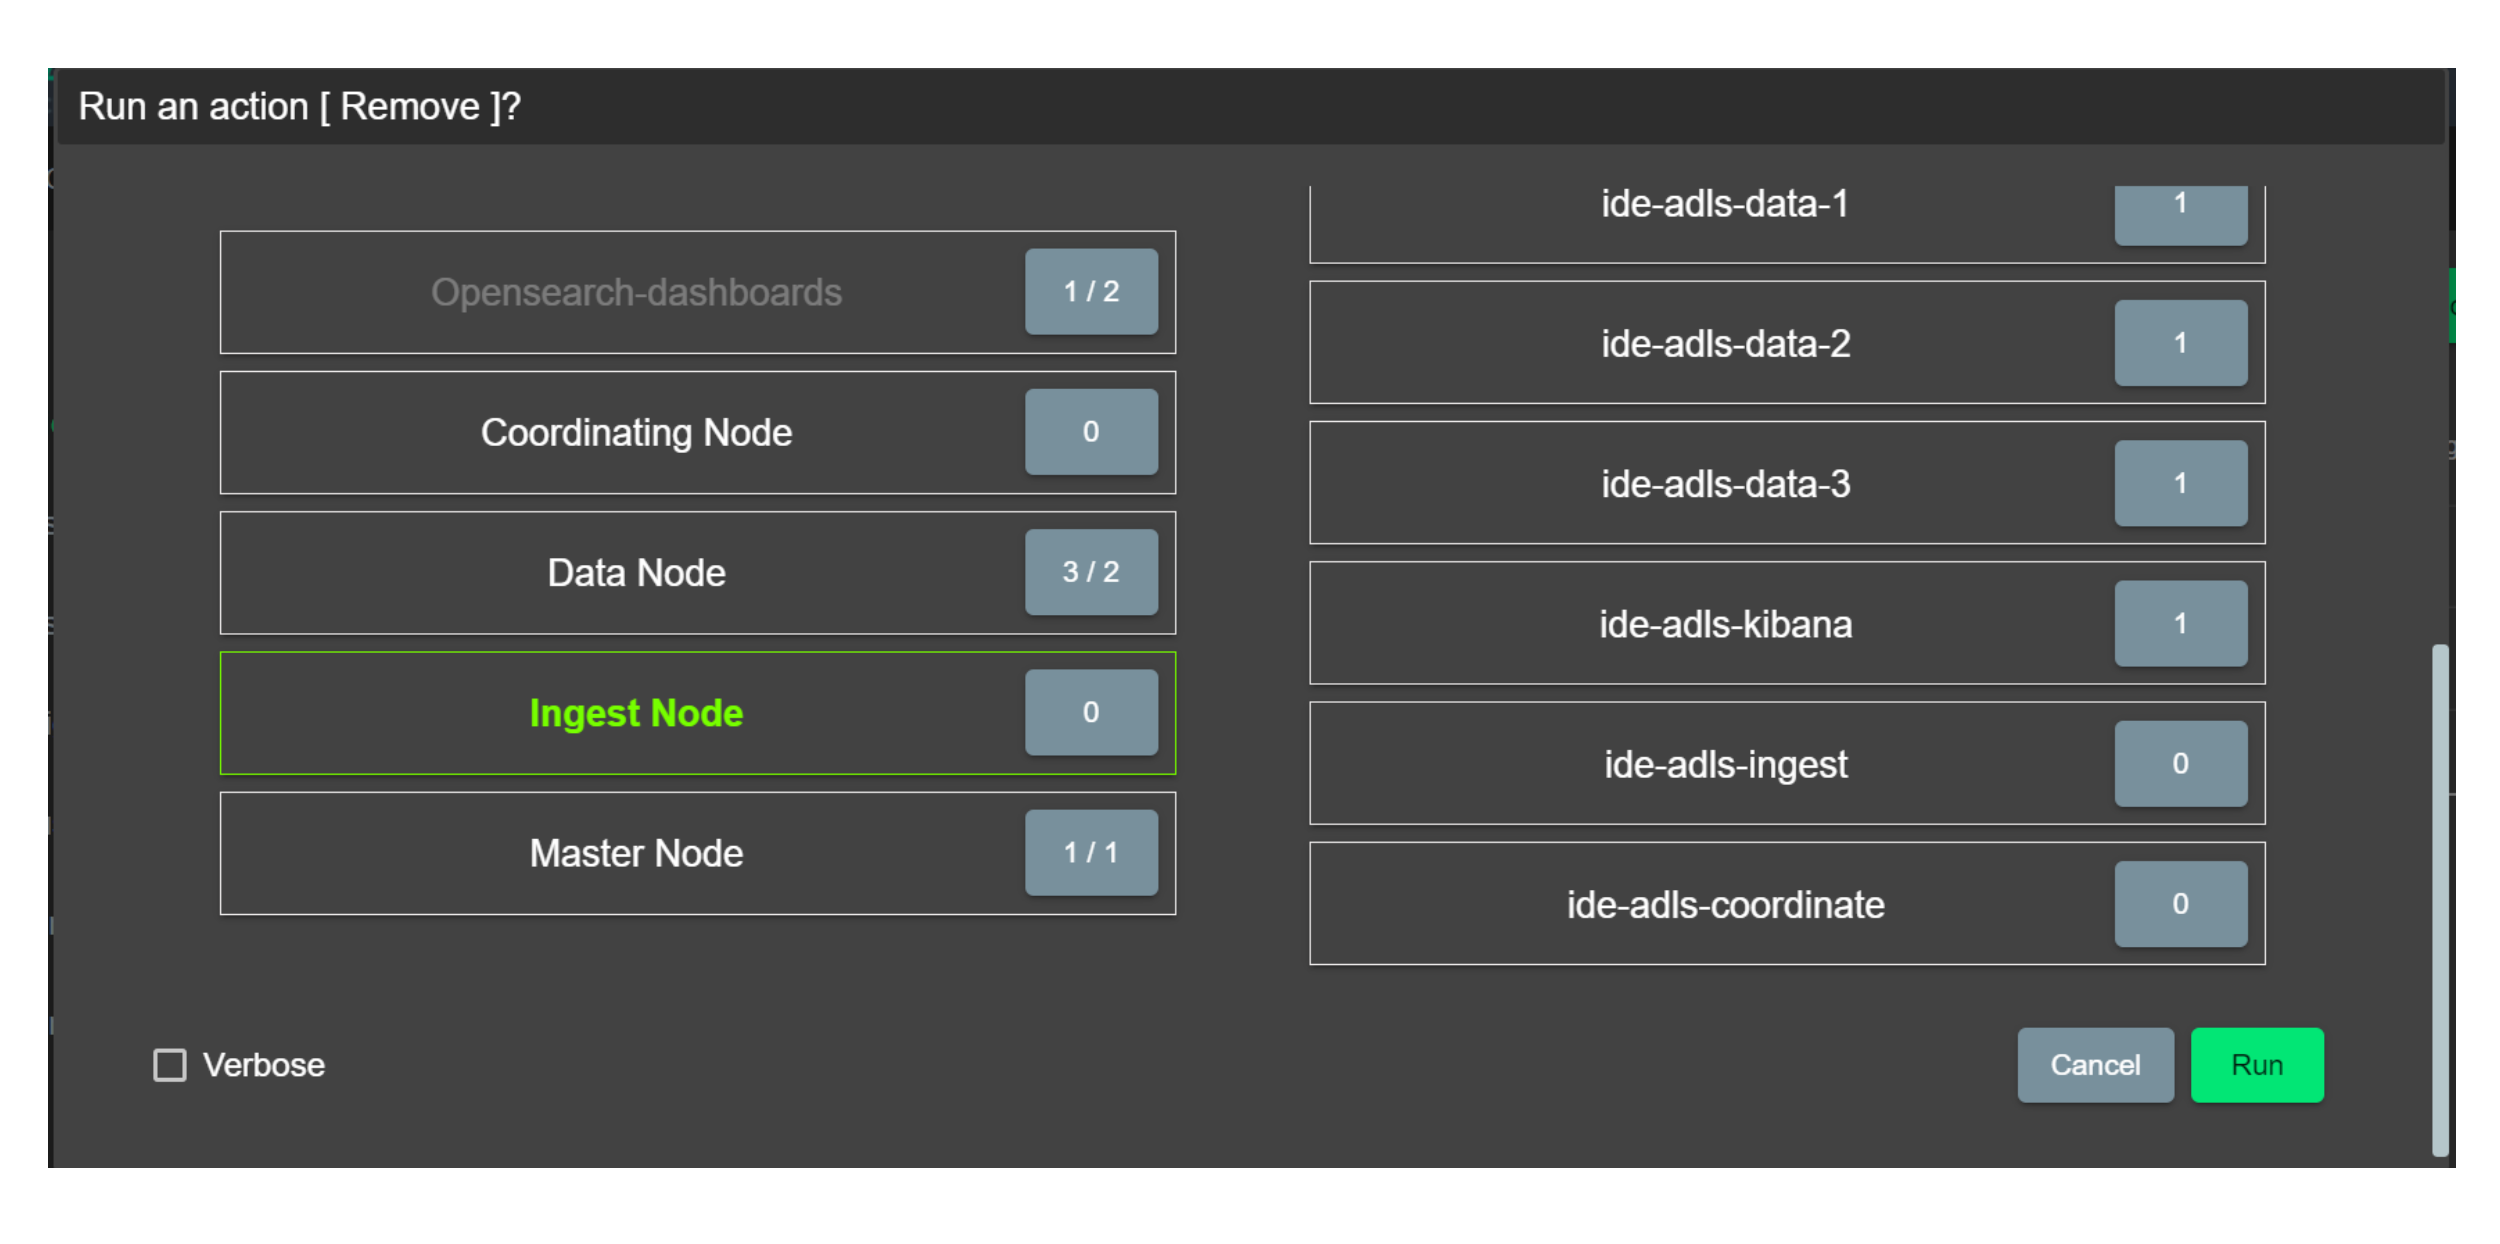 Run an action [ Remove ]?
Opensearch-dashboards 1 / 2
Coordinating Node 0
Data Node 3 / 2
Ingest Node 0
Master Node 1 / 1
ide-adls-data-1 1
ide-adls-data-2 1
ide-adls-data-3 1
ide-adls-kibana 1
ide-adls-ingest 0
ide-adls-coordinate 0
Verbose
Cancel
Run